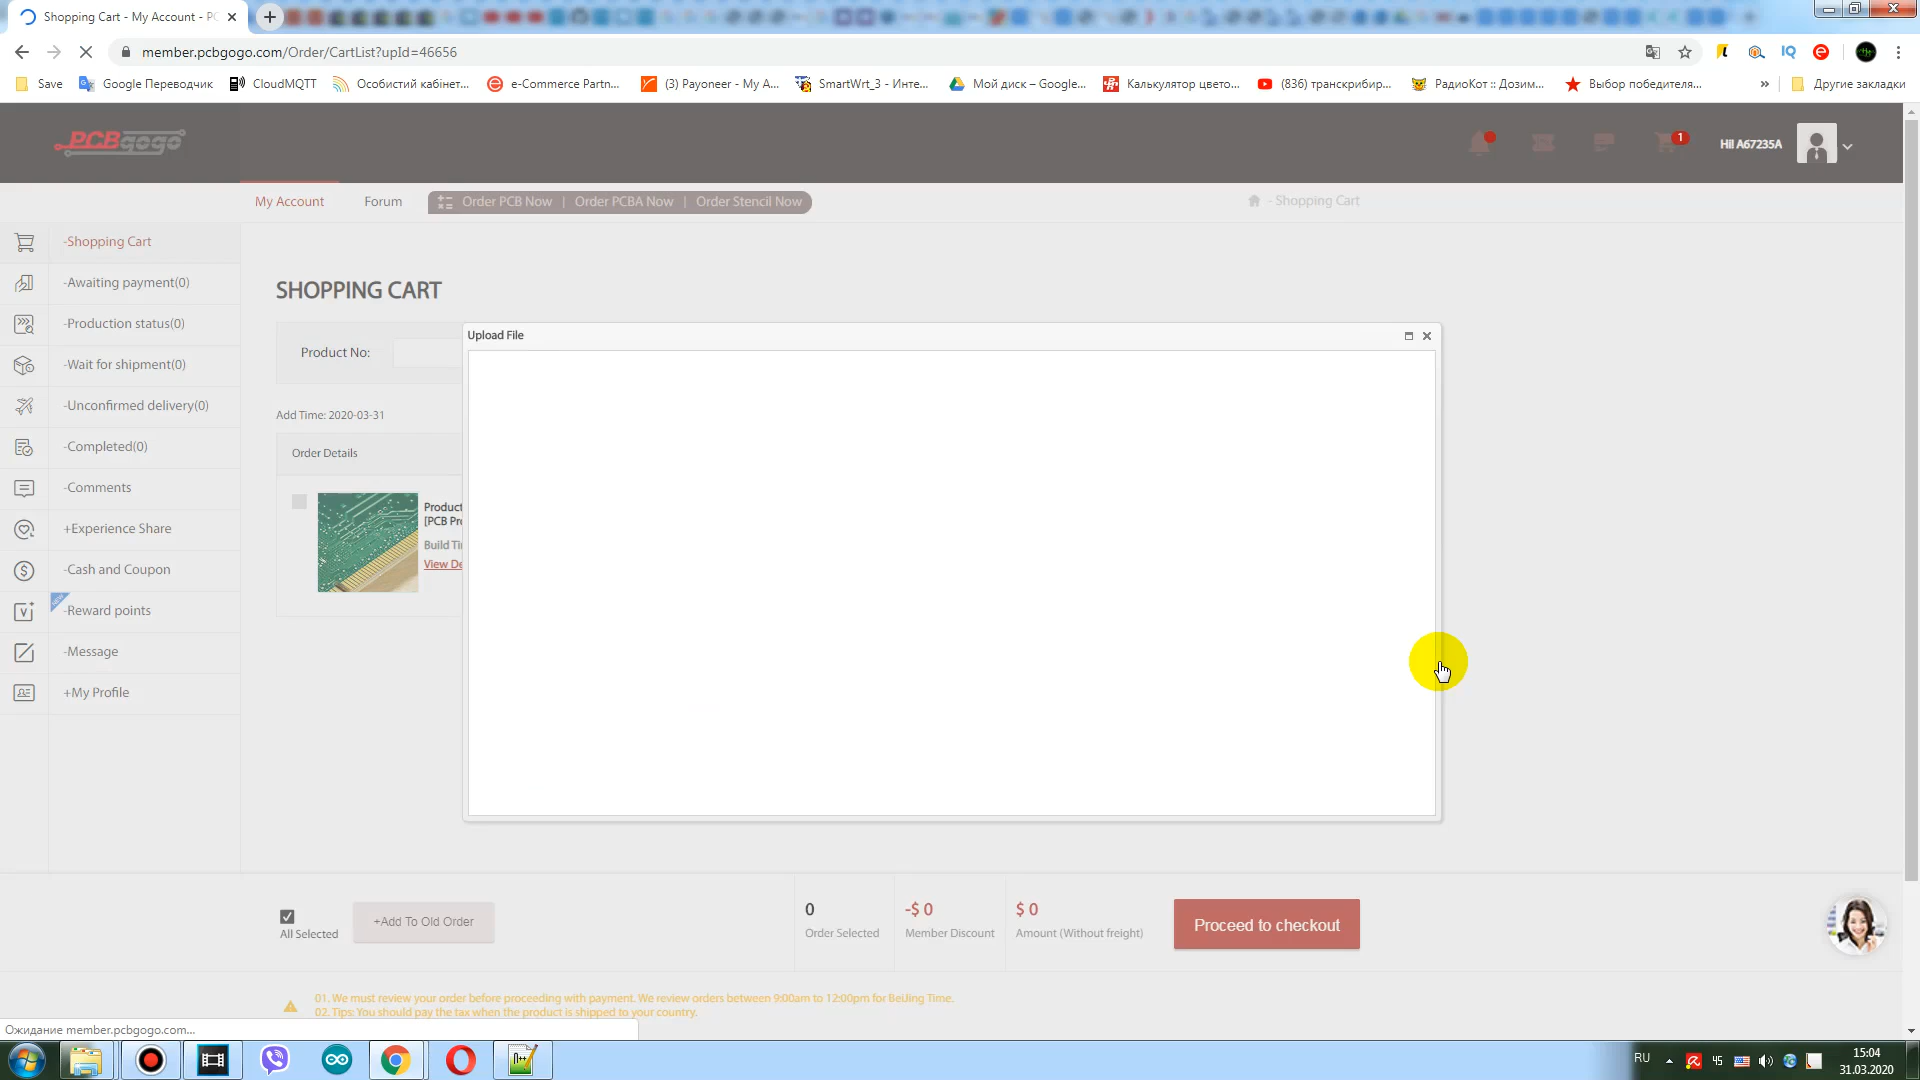 Shopping Cart - My Account - PC
member.pcbgogo.com/Order/CartList?upId=46656
Save
Google Переводчик
CloudMQTT
Особистий кабінет...
e-Commerce Partn...
(3) Payoneer - My A...
SmartWrt_3 - Инте...
Мой диск – Google...
Калькулятор цвето...
(836) транскрибир...
РадиоКот :: Дозим...
Выбор победителя...
»
Другие закладки
PCBgogo
1
Hi! A67235A
My Account
Forum
Order PCB Now | Order PCBA Now | Order Stencil Now
- Shopping Cart
-Shopping Cart
-Awaiting payment(0)
-Production status(0)
-Wait for shipment(0)
-Unconfirmed delivery(0)
-Completed(0)
-Comments
+Experience Share
-Cash and Coupon
-Reward points
-Message
+My Profile
SHOPPING CART
Product No:
Upload File
Add Time: 2020-03-31
Order Details
Product
[PCB Pro
Build Ti
View De
All Selected
+Add To Old Order
0
Order Selected
-$ 0
Member Discount
$ 0
Amount (Without freight)
Proceed to checkout
01. We must review your order before proceeding with payment. We review orders between 9:00am to 12:00pm for BeiJing Time.
02. Tips: You should pay the tax when the product is shipped to your country.
Ожидание member.pcbgogo.com...
RU
45
15:04
31.03.2020